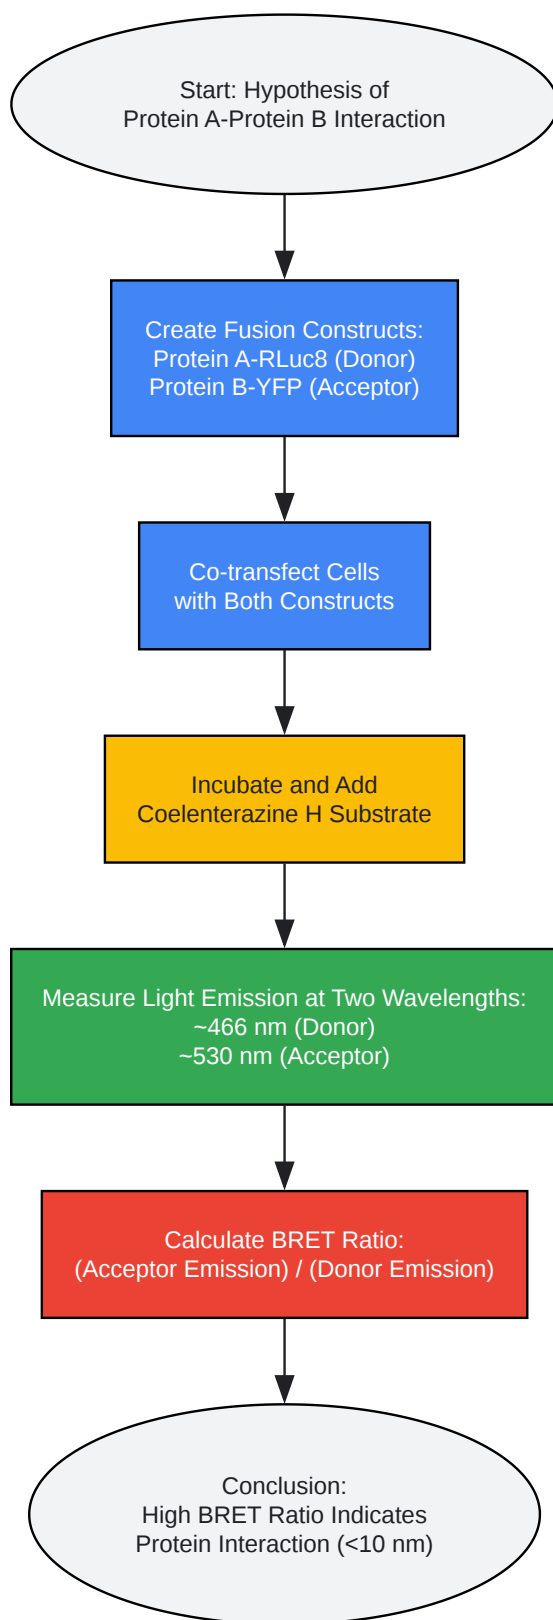 Start: Hypothesis of
Protein A-Protein B Interaction
Create Fusion Constructs:
Protein A-RLuc8 (Donor)
Protein B-YFP (Acceptor)
Co-transfect Cells
with Both Constructs
Incubate and Add
Coelenterazine H Substrate
Measure Light Emission at Two Wavelengths:
~466 nm (Donor)
~530 nm (Acceptor)
Calculate BRET Ratio:
(Acceptor Emission) / (Donor Emission)
Conclusion:
High BRET Ratio Indicates
Protein Interaction (<10 nm)